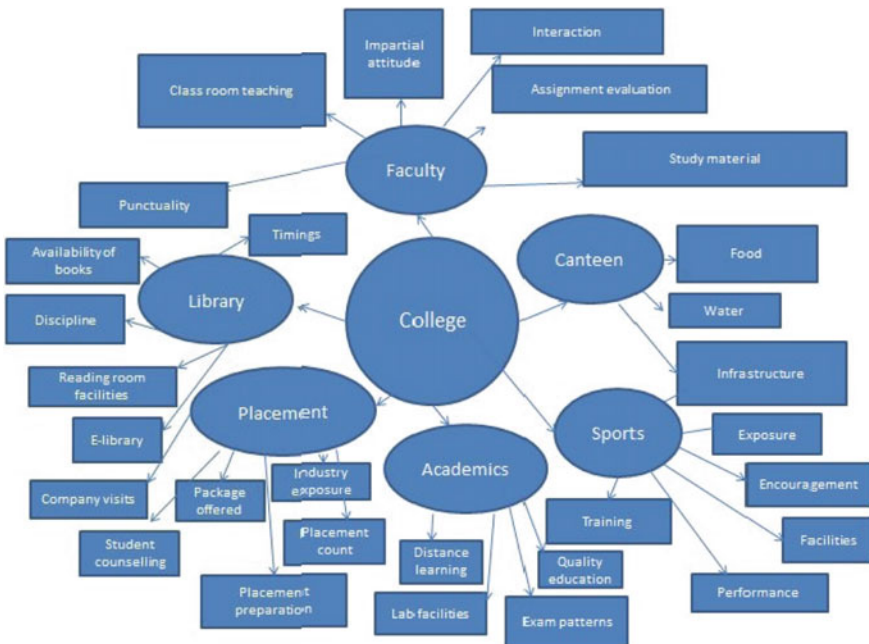 Interaction
Impartial
attitude
Class room teaching
Assignment evaluation
Faculty
Study material
Punctuality
Timings
Availability of
books
Canteen
Food
Library
College
Discipline
Water
Reading room
facilities
Infrastructure
Placement
Sports
Exposure
E-library
Academics
Industry
exposure
Company visits
Package
offered
Encouragement
Training
Student
counselling
Placement
count
Distance
learning
Quality
education
Facilities
Placement
preparation
Lab facilities
Exam patterns
Performance